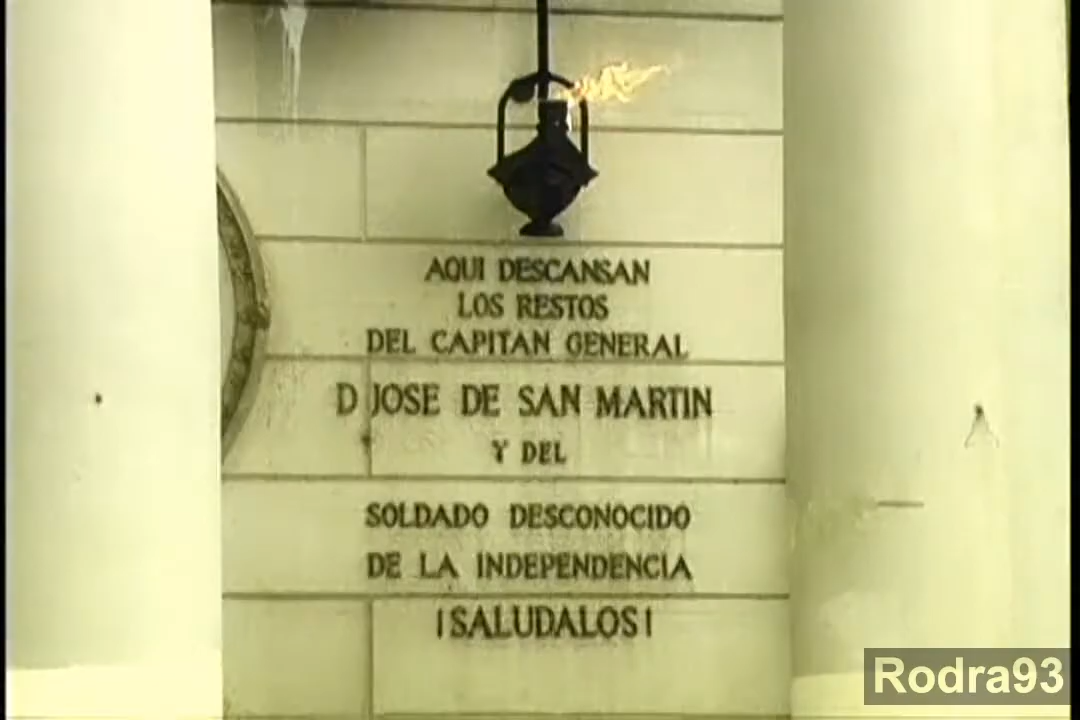 AQUI DESCANSAN
LOS RESTOS
DEL CAPITAN GENERAL
D JOSE DE SAN MARTIN
Y DEL
SOLDADO DESCONOCIDO
DE LA INDEPENDENCIA
¡SALUDALOS!
Rodra93